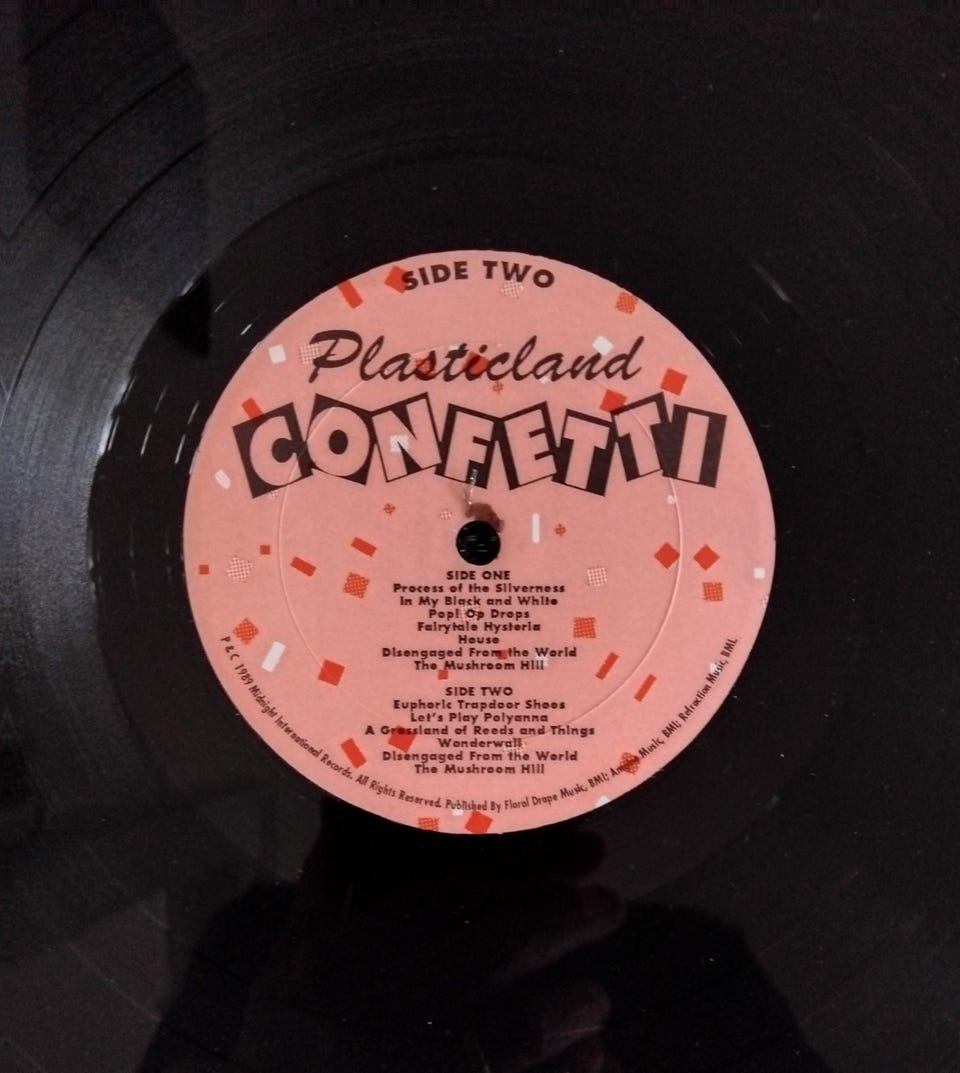 SIDE TWO
Plasticland
CONFETTI
SIDE ONE
Process of the Silverness
In My Black and White
Pop! Op Drops
Fairytale Hysteria
House
Disengaged From the World
The Mushroom Hill
SIDE TWO
Euphoric Trapdoor Shoes
Let's Play Polyanna
A Grassland of Reeds and Things
Wonderwall
Disengaged From the World
The Mushroom Hill
P & C 1989 Midnight International Records. All Rights Reserved. Published By Floral Drape Music, BMI; Music, BMI; Refraction Music, BMI